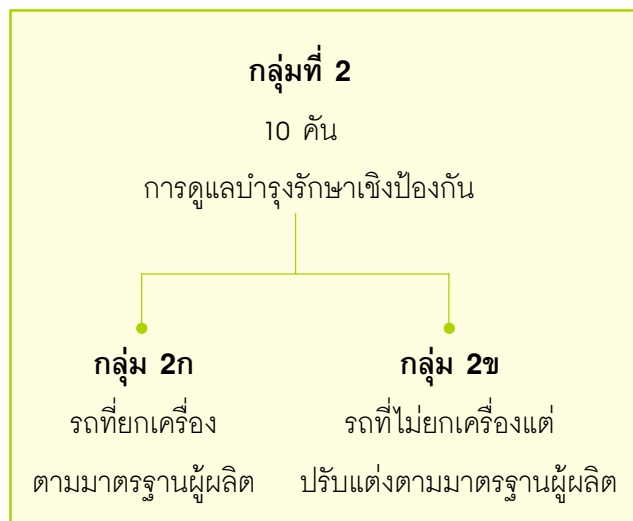 กลุ่มที่ 2
10 คัน
การดูแลบำรุงรักษาเชิงป้องกัน
กลุ่ม 2ก
รถที่ยกเครื่อง
ตามมาตรฐานผู้ผลิต
กลุ่ม 2ข
รถที่ไม่ยกเครื่องแต่
ปรับแต่งตามมาตรฐานผู้ผลิต